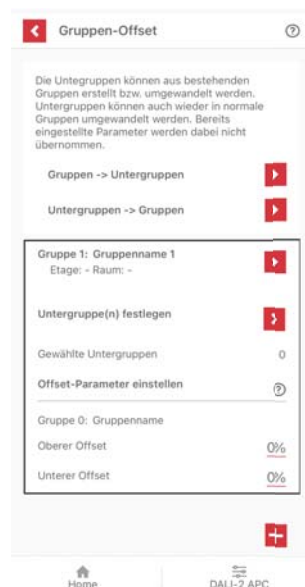 Gruppen-Offset
Die Untegruppen können aus bestehenden
Gruppen erstellt bzw. umgewandelt werden.
Untergruppen können auch wieder in normale
Gruppen umgewandelt werden. Bereits
eingestellte Parameter werden dabei nicht
übernommen.
Gruppen -> Untergruppen
Untergruppen -> Gruppen
Gruppe 1: Gruppenname 1
Etage: - Raum: -
Untergruppe(n) festlegen
Gewählte Untergruppen 0
Offset-Parameter einstellen ?
Gruppe 0: Gruppenname
Oberer Offset 0%
Unterer Offset 0%
Home DALI-2 APC